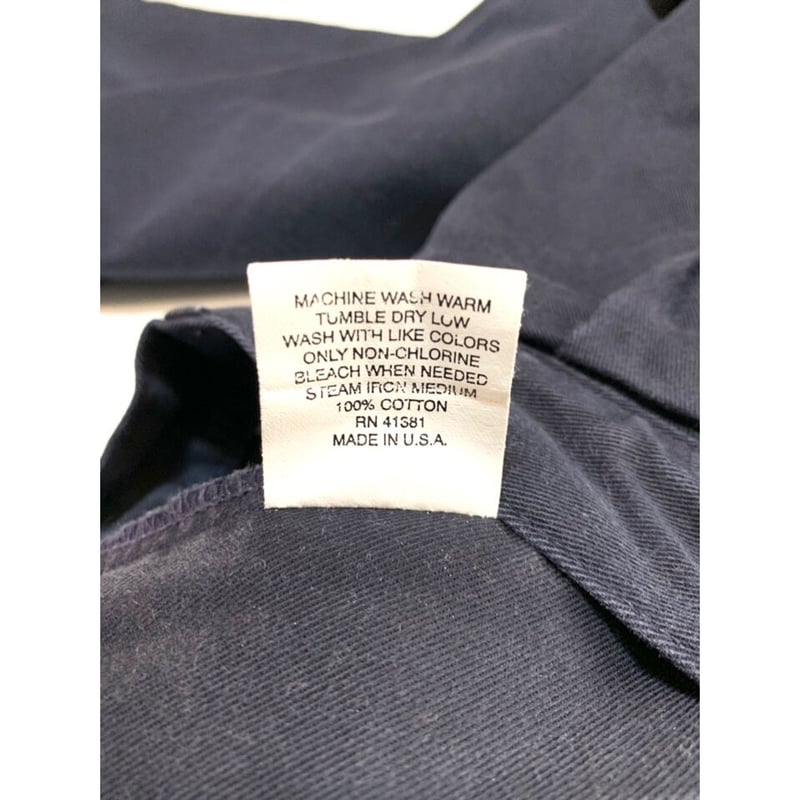 MACHINE WASH WARM
TUMBLE DRY LOW
WASH WITH LIKE COLORS
ONLY NON-CHLORINE
BLEACH WHEN NEEDED
STEAM IRON MEDIUM
100% COTTON
RN 41381
MADE IN U.S.A.